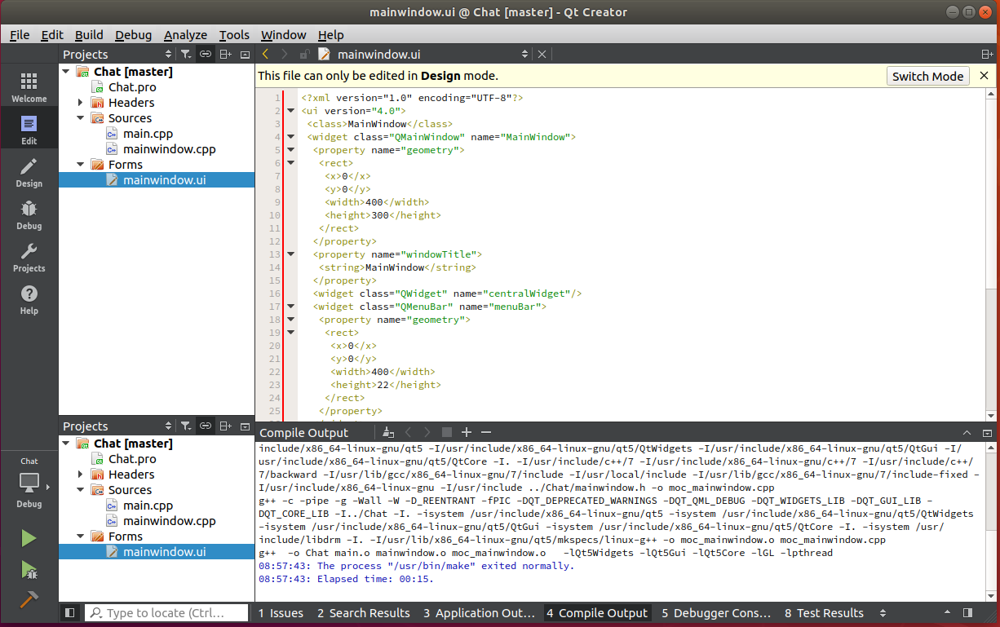 mainwindow.ui @ Chat [master] - Qt Creator
File Edit Build Debug Analyze Tools Window Help
Projects
mainwindow.ui
Welcome
Edit
Design
Debug
Projects
Help
Chat
Debug
Chat [master]
Chat.pro
Headers
Sources
main.cpp
mainwindow.cpp
Forms
mainwindow.ui
This file can only be edited in Design mode.
Switch Mode
1 <?xml version="1.0" encoding="UTF-8"?>
2 <ui version="4.0">
3 <class>MainWindow</class>
4 <widget class="QMainWindow" name="MainWindow">
5 <property name="geometry">
6 <rect>
7 <x>0</x>
8 <y>0</y>
9 <width>400</width>
10 <height>300</height>
11 </rect>
12 </property>
13 <property name="windowTitle">
14 <string>MainWindow</string>
15 </property>
16 <widget class="QWidget" name="centralWidget"/>
17 <widget class="QMenuBar" name="menuBar">
18 <property name="geometry">
19 <rect>
20 <x>0</x>
21 <y>0</y>
22 <width>400</width>
23 <height>22</height>
24 </rect>
25 </property>
Projects
Chat [master]
Chat.pro
Headers
Sources
main.cpp
mainwindow.cpp
Forms
mainwindow.ui
Compile Output
include/x86_64-linux-gnu/qt5 -I/usr/include/x86_64-linux-gnu/qt5/QtWidgets -I/usr/include/x86_64-linux-gnu/qt5/QtGui -I/
usr/include/x86_64-linux-gnu/qt5/QtCore -I. -I/usr/include/c++/7 -I/usr/include/x86_64-linux-gnu/c++/7 -I/usr/include/c++/
7/backward -I/usr/lib/gcc/x86_64-linux-gnu/7/include -I/usr/local/include -I/usr/lib/gcc/x86_64-linux-gnu/7/include-fixed -
I/usr/include/x86_64-linux-gnu -I/usr/include ../Chat/mainwindow.h -o moc_mainwindow.cpp
g++ -c -pipe -g -Wall -W -D_REENTRANT -fPIC -DQT_DEPRECATED_WARNINGS -DQT_QML_DEBUG -DQT_WIDGETS_LIB -DQT_GUI_LIB -
DQT_CORE_LIB -I../Chat -I. -isystem /usr/include/x86_64-linux-gnu/qt5 -isystem /usr/include/x86_64-linux-gnu/qt5/QtWidgets
-isystem /usr/include/x86_64-linux-gnu/qt5/QtGui -isystem /usr/include/x86_64-linux-gnu/qt5/QtCore -I. -isystem /usr/
include/libdrm -I. -I/usr/lib/x86_64-linux-gnu/qt5/mkspecs/linux-g++ -o moc_mainwindow.o moc_mainwindow.cpp
g++  -o Chat main.o mainwindow.o moc_mainwindow.o   -lQt5Widgets -lQt5Gui -lQt5Core -lGL -lpthread
08:57:43: The process "/usr/bin/make" exited normally.
08:57:43: Elapsed time: 00:15.
Type to locate (Ctrl... 1 Issues 2 Search Results 3 Application Out... 4 Compile Output 5 Debugger Cons... 8 Test Results